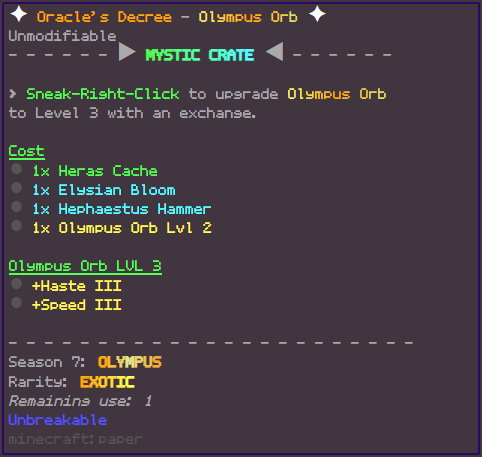 ✦ Oracle's Decree - Olympus Orb ✦
Unmodifiable
- - - - - - ▶ MYSTIC CRATE ◀ - - - - - -
> Sneak-Right-Click to upgrade Olympus Orb
to Level 3 with an exchange.
Cost
● 1x Heras Cache
● 1x Elysian Bloom
● 1x Hephaestus Hammer
● 1x Olympus Orb Lvl 2
Olympus Orb LVL 3
● +Haste III
● +Speed III
- - - - - - - - - - - - - - - - - - - - - - - - - -
Season 7: OLYMPUS
Rarity: EXOTIC
Remaining use: 1
Unbreakable
minecraft:paper